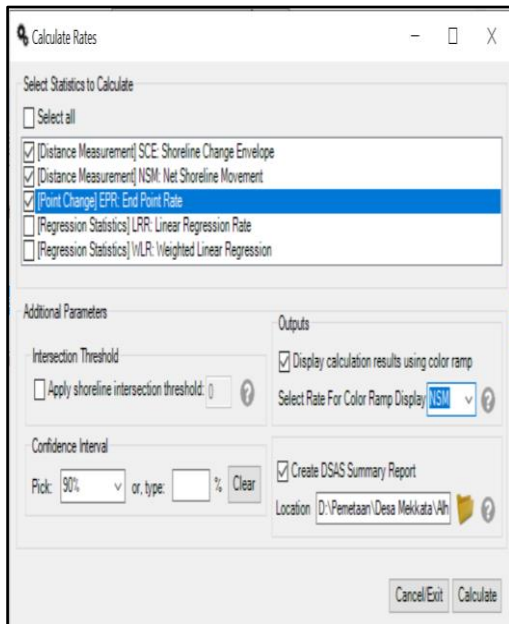 Calculate Rates
Select Statistics to Calculate
Select all
[Distance Measurement] SCE: Shoreline Change Envelope
[Distance Measurement] NSM: Net Shoreline Movement
[Point Change] EPR: End Point Rate
[Regression Statistics] LRR: Linear Regression Rate
[Regression Statistics] WLR: Weighted Linear Regression
Additional Parameters
Intersection Threshold
Apply shoreline intersection threshold: 0 ?
Confidence Interval
Pick: 90% or, type: % Clear
Outputs
Display calculation results using color ramp
Select Rate For Color Ramp Display NSM ?
Create DSAS Summary Report
Location D:\Pemetaan\Desa Mekkata\Alh ?
Cancel/Exit Calculate